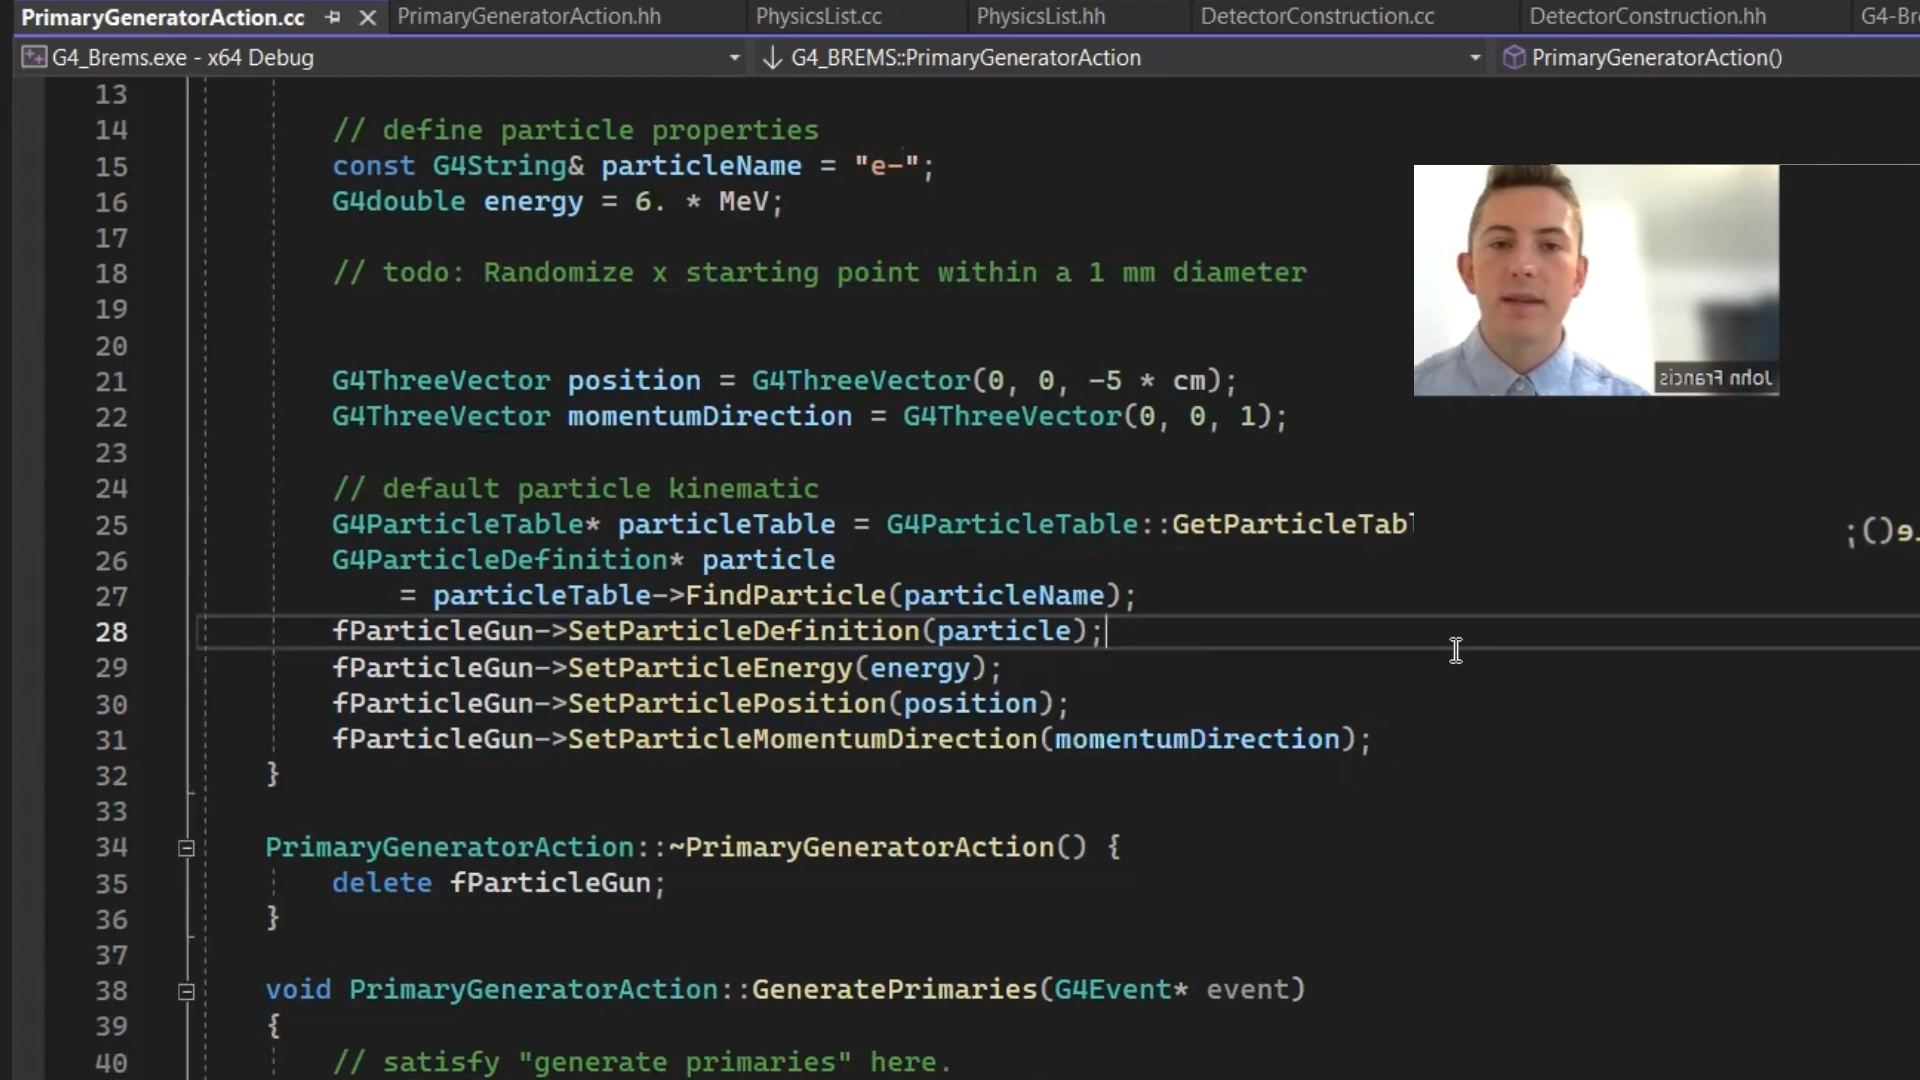 PrimaryGeneratorAction.cc PrimaryGeneratorAction.hh PhysicsList.cc PhysicsList.hh DetectorConstruction.cc DetectorConstruction.hh G4-Br
G4_Brems.exe - x64 Debug G4_BREMS::PrimaryGeneratorAction PrimaryGeneratorAction()
13
14 // define particle properties
15 const G4String& particleName = "e-";
16 G4double energy = 6. * MeV;
17
18 // todo: Randomize x starting point within a 1 mm diameter
19
20
21 G4ThreeVector position = G4ThreeVector(0, 0, -5 * cm);
22 G4ThreeVector momentumDirection = G4ThreeVector(0, 0, 1);
John Francis
23
24 // default particle kinematic
25 G4ParticleTable* particleTable = G4ParticleTable::GetParticleTabl e();
26 G4ParticleDefinition* particle
27 = particleTable->FindParticle(particleName);
28 fParticleGun->SetParticleDefinition(particle);
29 fParticleGun->SetParticleEnergy(energy);
30 fParticleGun->SetParticlePosition(position);
31 fParticleGun->SetParticleMomentumDirection(momentumDirection);
32 }
33
34 PrimaryGeneratorAction::~PrimaryGeneratorAction() {
35 delete fParticleGun;
36 }
37
38 void PrimaryGeneratorAction::GeneratePrimaries(G4Event* event)
39 {
40 // satisfy "generate primaries" here.